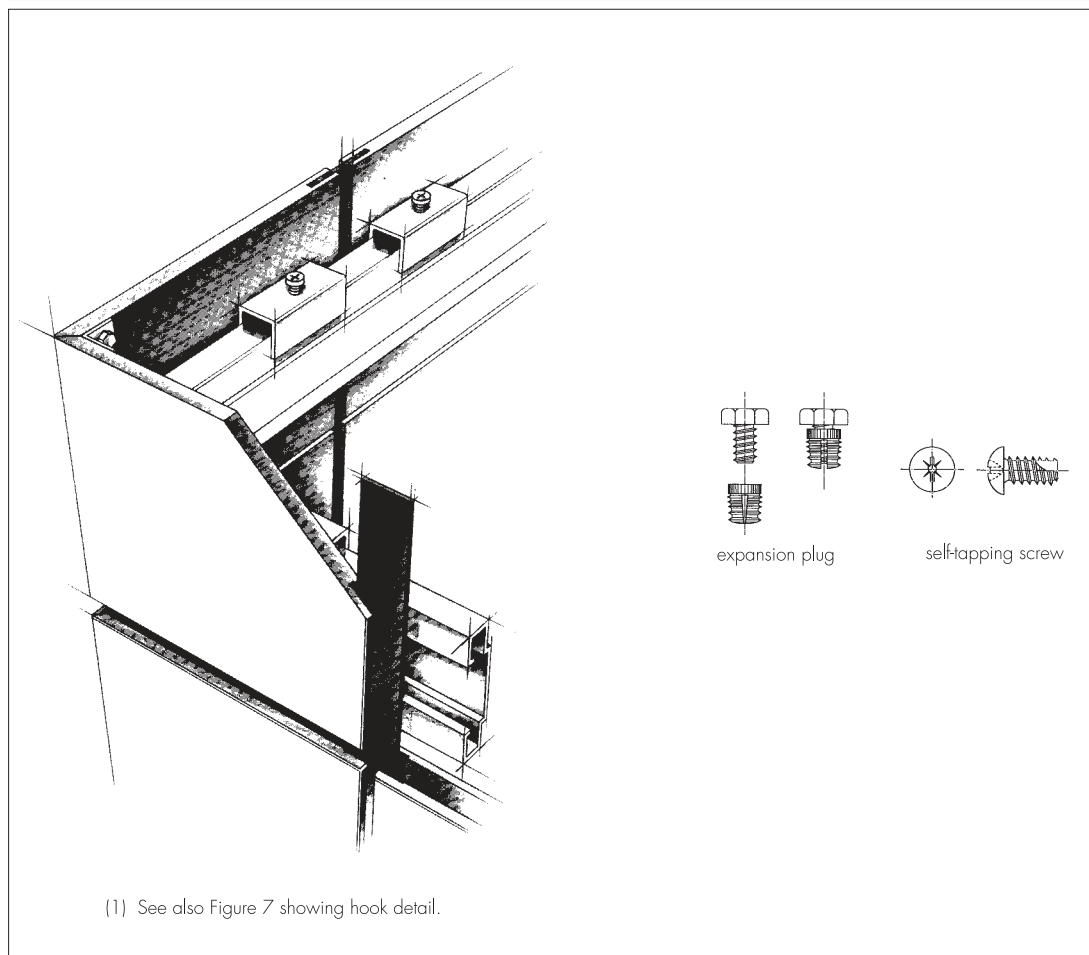 expansion plug
self-tapping screw
(1) See also Figure 7 showing hook detail.